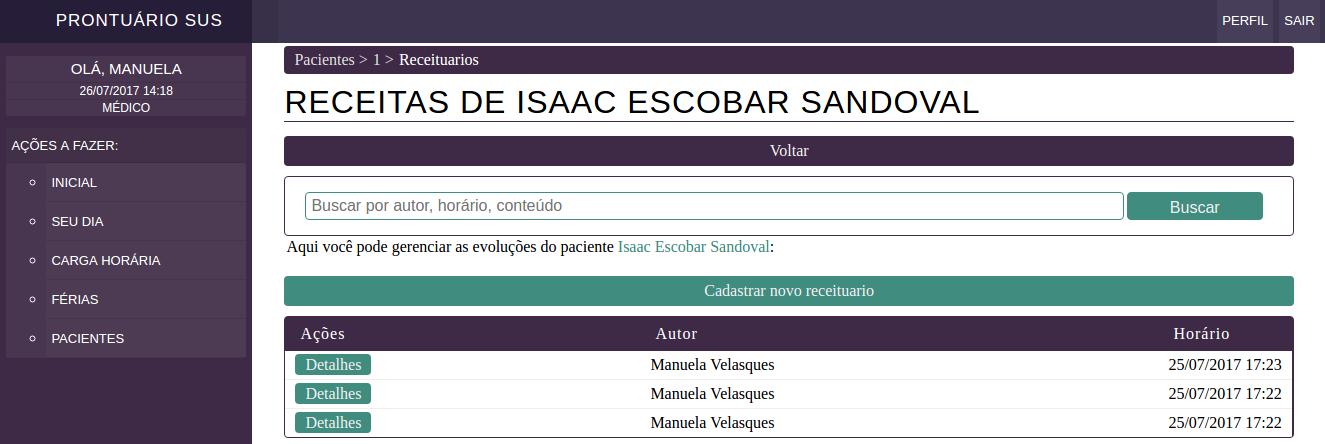 PRONTUÁRIO SUS
PERFIL SAIR
OLÁ, MANUELA
26/07/2017 14:18
MÉDICO
AÇÕES A FAZER:
INICIAL
SEU DIA
CARGA HORÁRIA
FÉRIAS
PACIENTES
Pacientes > 1 > Receituarios
RECEITAS DE ISAAC ESCOBAR SANDOVAL
Voltar
Buscar por autor, horário, conteúdo Buscar
Aqui você pode gerenciar as evoluções do paciente Isaac Escobar Sandoval:
Cadastrar novo receituario
Ações Autor Horário
Detalhes Manuela Velasques 25/07/2017 17:23
Detalhes Manuela Velasques 25/07/2017 17:22
Detalhes Manuela Velasques 25/07/2017 17:22